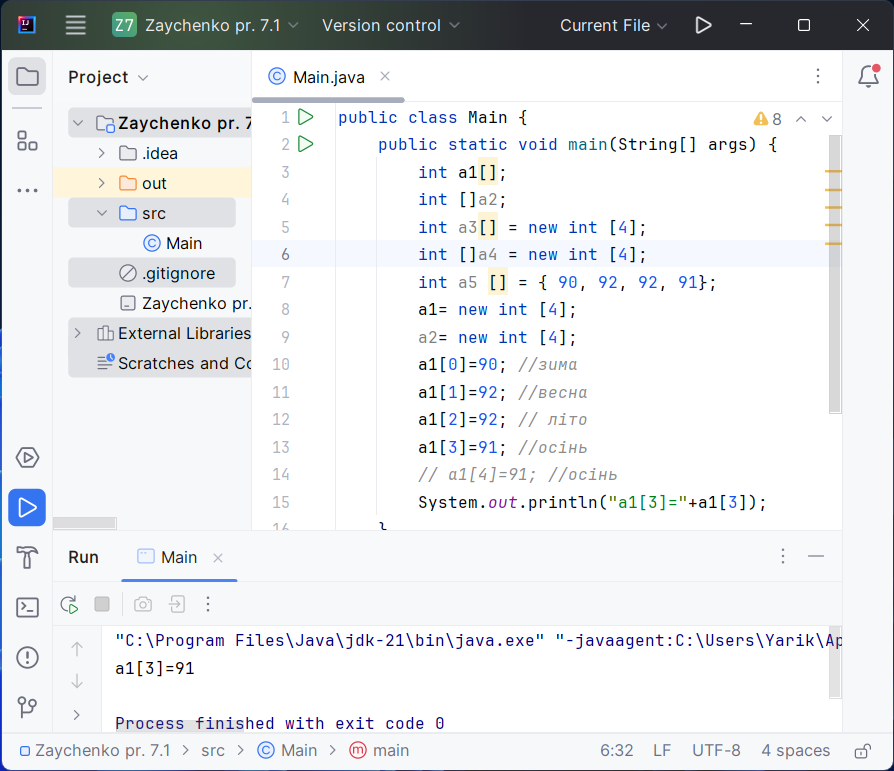 Z7 Zaychenko pr. 7.1 Version control Current File
Project
Main.java
Zaychenko pr. 7
.idea
out
src
Main
.gitignore
Zaychenko pr.
External Libraries
Scratches and Co
8
1 public class Main {
2 public static void main(String[] args) {
3 int a1[];
4 int []a2;
5 int a3[] = new int [4];
6 int []a4 = new int [4];
7 int a5 [] = { 90, 92, 92, 91};
8 a1= new int [4];
9 a2= new int [4];
10 a1[0]=90; //зима
11 a1[1]=92; //весна
12 a1[2]=92; // літо
13 a1[3]=91; //осінь
14 // a1[4]=91; //осінь
15 System.out.println("a1[3]="+a1[3]);
16 }
Run Main
"C:\Program Files\Java\jdk-21\bin\java.exe" "-javaagent:C:\Users\Yarik\Ap
a1[3]=91
Process finished with exit code 0
Zaychenko pr. 7.1 > src > Main > main 6:32 LF UTF-8 4 spaces